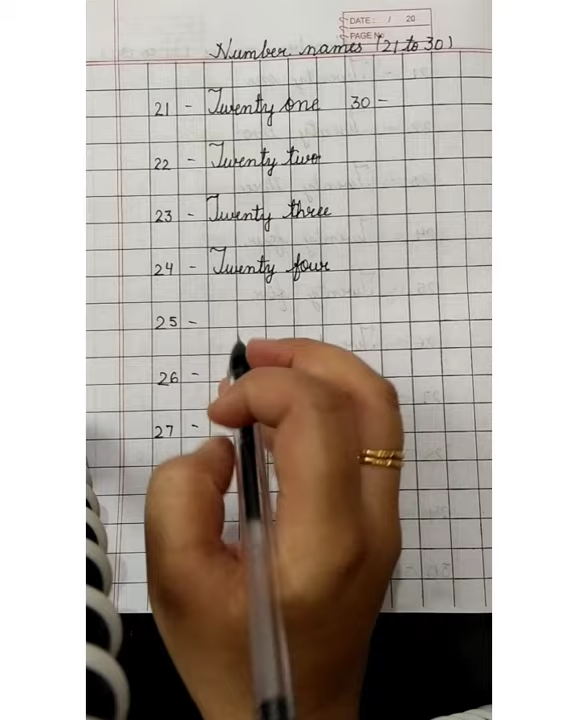 DATE: / 20
PAGE No
Number names (21 to 30)
21 - Twenty one 30 -
22 - Twenty two
23 - Twenty three
24 - Twenty four
25 -
26 -
27 -